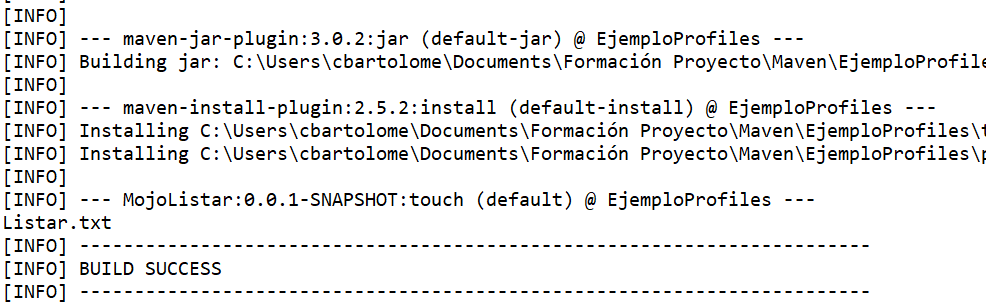 [INFO]
[INFO] --- maven-jar-plugin:3.0.2:jar (default-jar) @ EjemploProfiles ---
[INFO] Building jar: C:\Users\cbartolome\Documents\Formación Proyecto\Maven\EjemploProfile
[INFO]
[INFO] --- maven-install-plugin:2.5.2:install (default-install) @ EjemploProfiles ---
[INFO] Installing C:\Users\cbartolome\Documents\Formación Proyecto\Maven\EjemploProfiles\t
[INFO] Installing C:\Users\cbartolome\Documents\Formación Proyecto\Maven\EjemploProfiles\p
[INFO]
[INFO] --- MojoListar:0.0.1-SNAPSHOT:touch (default) @ EjemploProfiles ---
Listar.txt
[INFO] ------------------------------------------------------------------------
[INFO] BUILD SUCCESS
[INFO] ------------------------------------------------------------------------